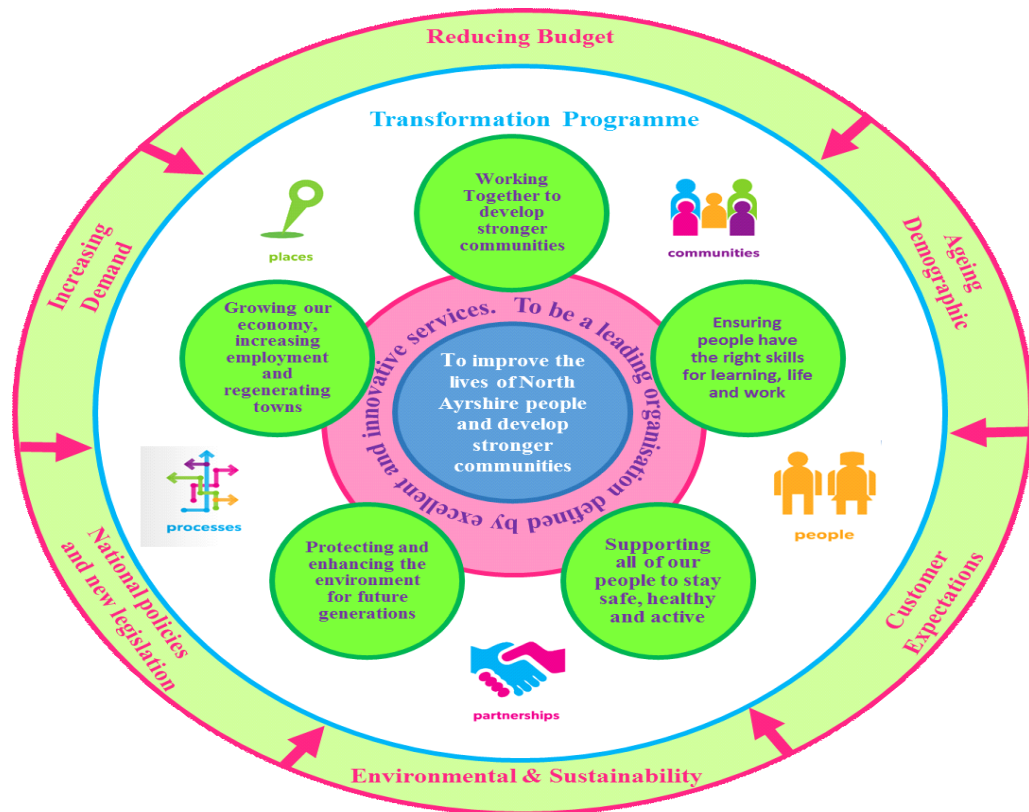 Reducing Budget
Transformation Programme
Working
Together to
develop
stronger
communities
places
communities
Increasing
Demand
Ageing
Demographic
Growing our
economy,
increasing
employment
and
regenerating
towns
To be a leading organisation defined by excellent and innovative services.
To improve the
lives of North
Ayrshire people
and develop
stronger
communities
Ensuring
people have
the right skills
for learning, life
and work
processes
people
Protecting and
enhancing the
environment
for future
generations
Supporting
all of our
people to stay
safe, healthy
and active
National policies
and new legislation
Customer
Expectations
partnerships
Environmental & Sustainability